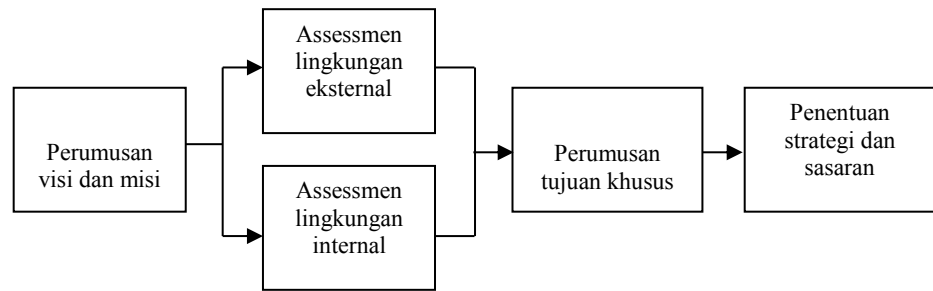 Perumusan
visi dan misi
Assessmen
lingkungan
eksternal
Assessmen
lingkungan
internal
Perumusan
tujuan khusus
Penentuan
strategi dan
sasaran